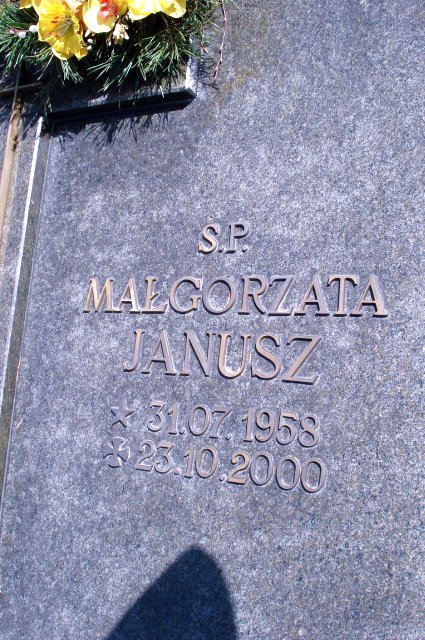 S.P.
MAŁGORZATA
JANUSZ
31.07.1958
23.10.2000